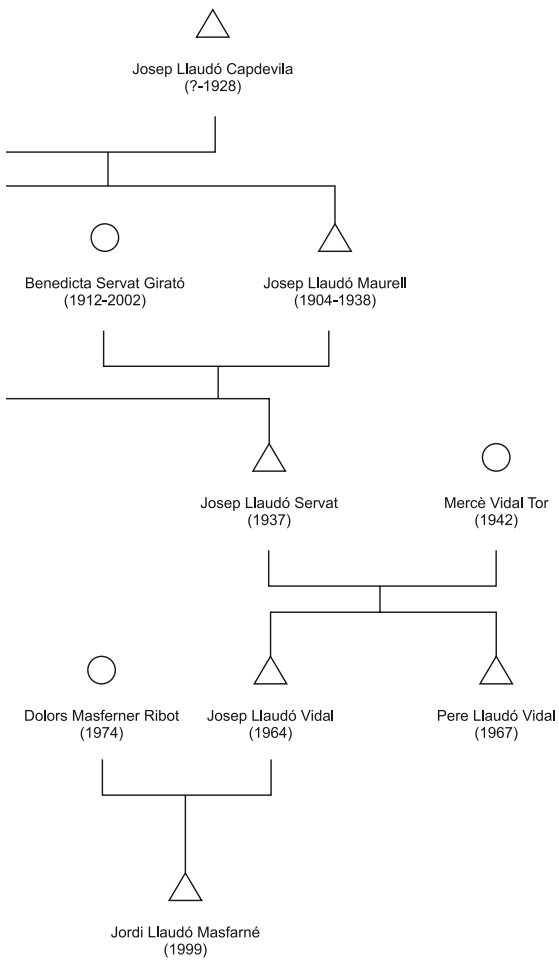 Josep Llaudó Capdevila
(?-1928)
Benedicta Servat Girató
(1912-2002)
Josep Llaudó Maurell
(1904-1938)
Josep Llaudó Servat
(1937)
Mercè Vidal Tor
(1942)
Dolors Masferner Ribot
(1974)
Josep Llaudó Vidal
(1964)
Pere Llaudó Vidal
(1967)
Jordi Llaudó Masfarné
(1999)